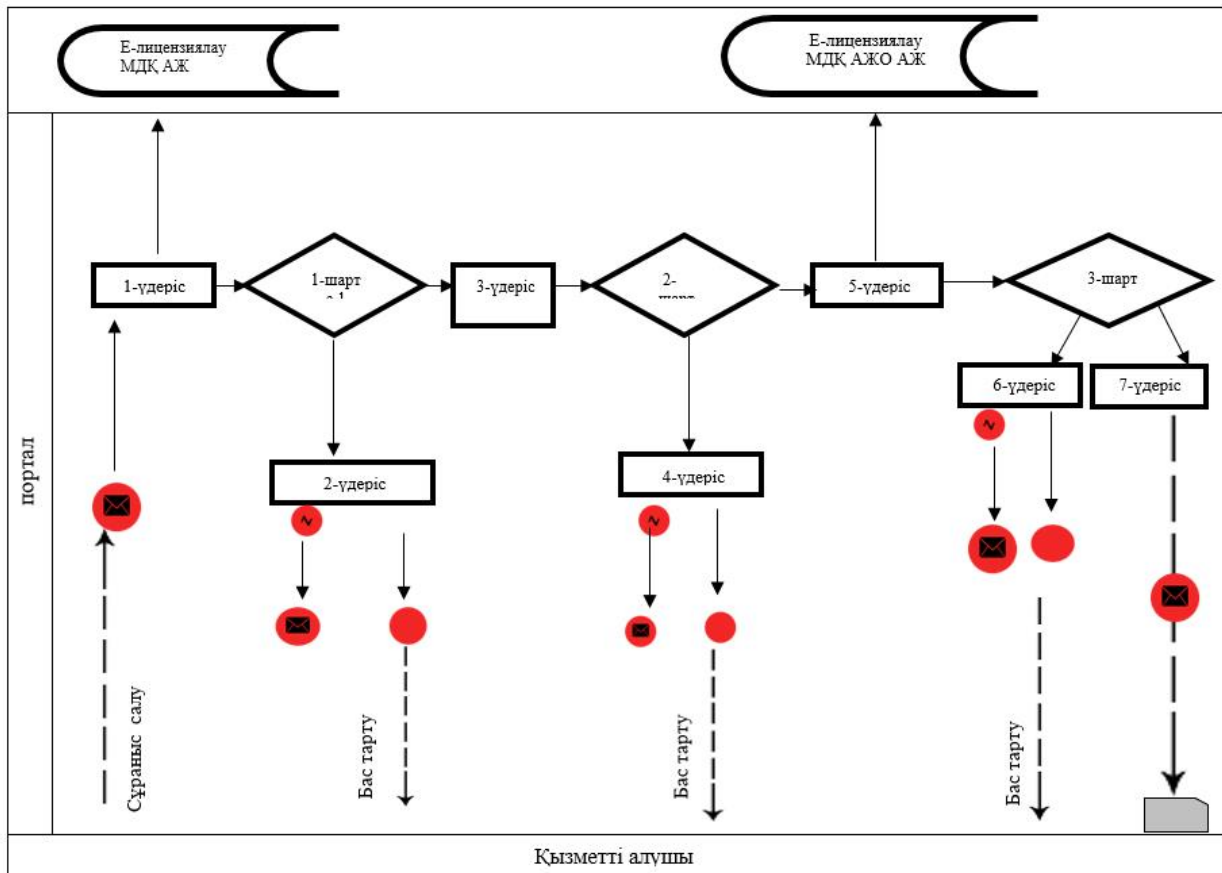 Е-лицензиялау
МДҚ АЖ
Е-лицензиялау
МДҚ АЖО АЖ
портал
1-үдеріс
1-шарт
3-үдеріс
2-
5-үдеріс
3-шарт
6-үдеріс
7-үдеріс
2-үдеріс
4-үдеріс
Сұраныс салу
Бас тарту
Бас тарту
Бас тарту
Қызметті алушы